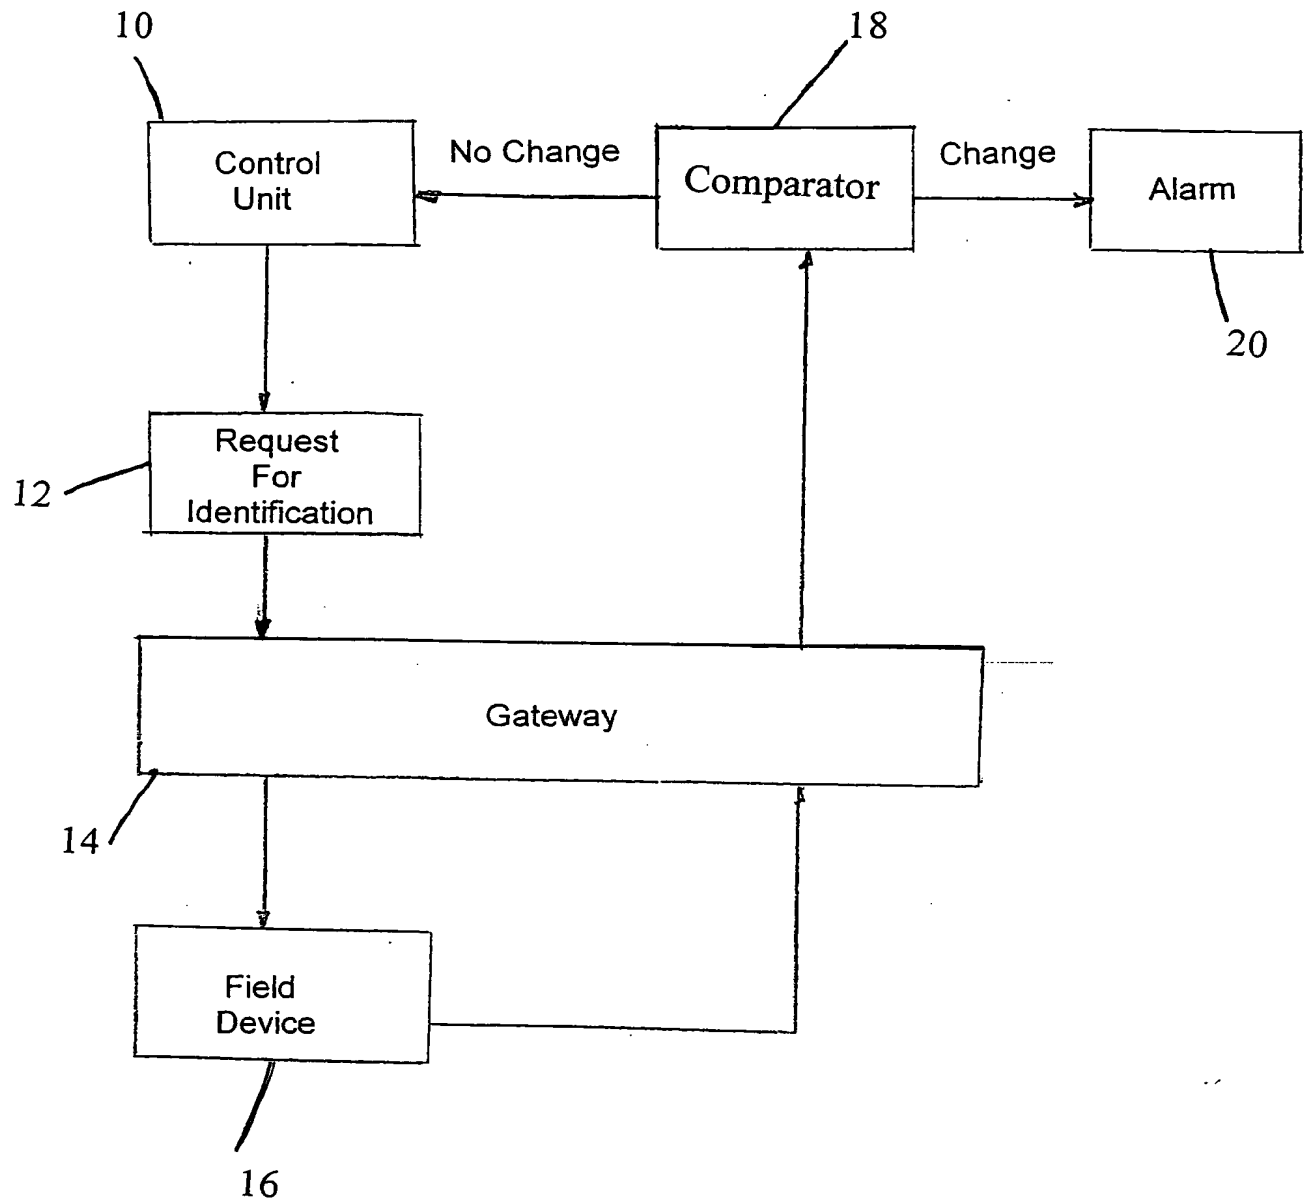 10
18
Control
Unit
No Change
Comparator
Change
Alarm
20
Request
For
Identification
12
Gateway
14
Field
Device
16